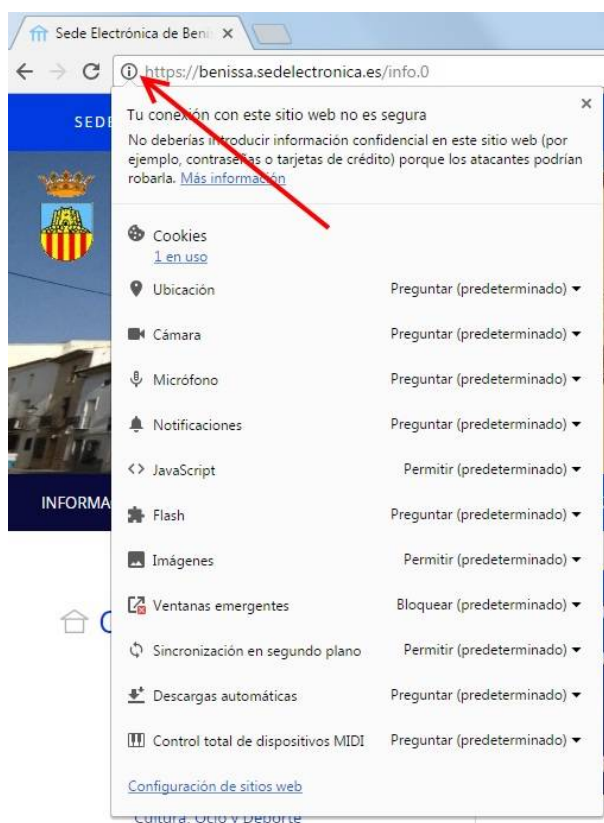 Sede Electrónica de Beni
https://benissa.sedelectronica.es/info.0
SEDE
Tu conexión con este sitio web no es segura
No deberías introducir información confidencial en este sitio web (por
ejemplo, contraseñas o tarjetas de crédito) porque los atacantes podrían
robarla. Más información
Cookies
1 en uso
Ubicación Preguntar (predeterminado)
Cámara Preguntar (predeterminado)
Micrófono Preguntar (predeterminado)
Notificaciones Preguntar (predeterminado)
JavaScript Permitir (predeterminado)
INFORMA
Flash Preguntar (predeterminado)
Imágenes Permitir (predeterminado)
Ventanas emergentes Bloquear (predeterminado)
Sincronización en segundo plano Permitir (predeterminado)
Descargas automáticas Preguntar (predeterminado)
Control total de dispositivos MIDI Preguntar (predeterminado)
Configuración de sitios web
Cultura, Ocio y Deporte